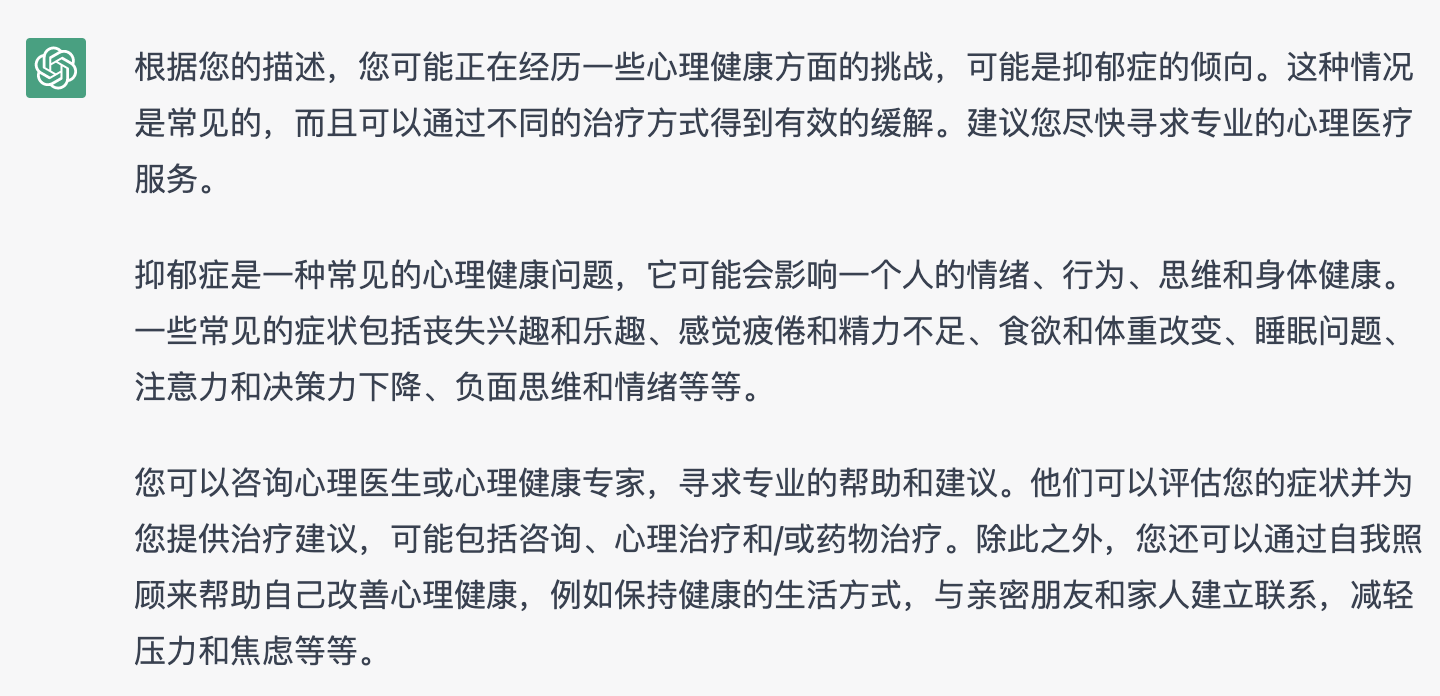 根据您的描述，您可能正在经历一些心理健康方面的挑战，可能是抑郁症的倾向。这种情况
是常见的，而且可以通过不同的治疗方式得到有效的缓解。建议您尽快寻求专业的心理医疗
服务。
抑郁症是一种常见的心理健康问题，它可能会影响一个人的情绪、行为、思维和身体健康。
一些常见的症状包括丧失兴趣和乐趣、感觉疲倦和精力不足、食欲和体重改变、睡眠问题、
注意力和决策力下降、负面思维和情绪等等。
您可以咨询心理医生或心理健康专家，寻求专业的帮助和建议。他们可以评估您的症状并为
您提供治疗建议，可能包括咨询、心理治疗和/或药物治疗。除此之外，您还可以通过自我照
顾来帮助自己改善心理健康，例如保持健康的生活方式，与亲密朋友和家人建立联系，减轻
压力和焦虑等等。